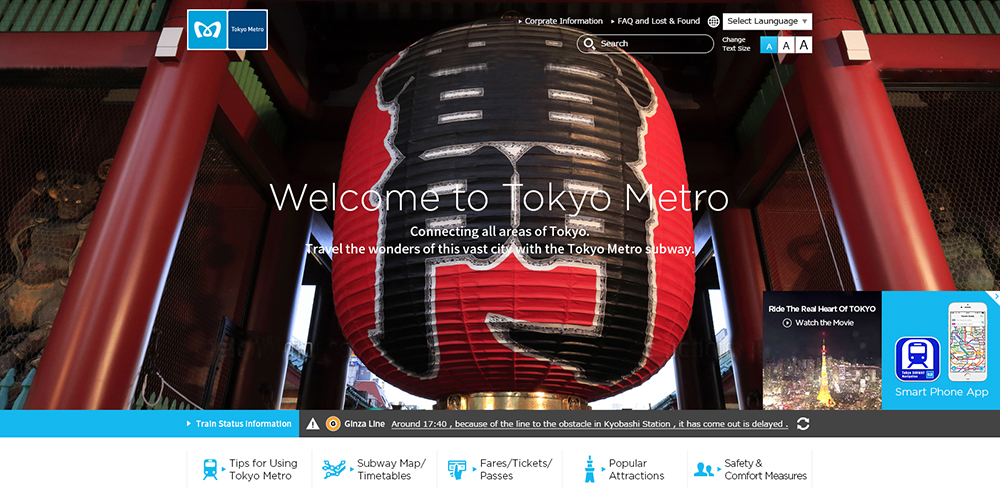 Tokyo Metro
Corprate Information
FAQ and Lost & Found
Select Launguage
Search
Change
Text Size
A A A
Welcome to Tokyo Metro
Connecting all areas of Tokyo.
Travel the wonders of this vast city with the Tokyo Metro subway.
Ride The Real Heart Of TOKYO
Watch the Movie
Smart Phone App
Train Status Information
Ginza Line
Around 17:40 , because of the line to the obstacle in Kyobashi Station , it has come out is delayed .
Tips for Using
Tokyo Metro
Subway Map/
Timetables
Fares/Tickets/
Passes
Popular
Attractions
Safety &
Comfort Measures